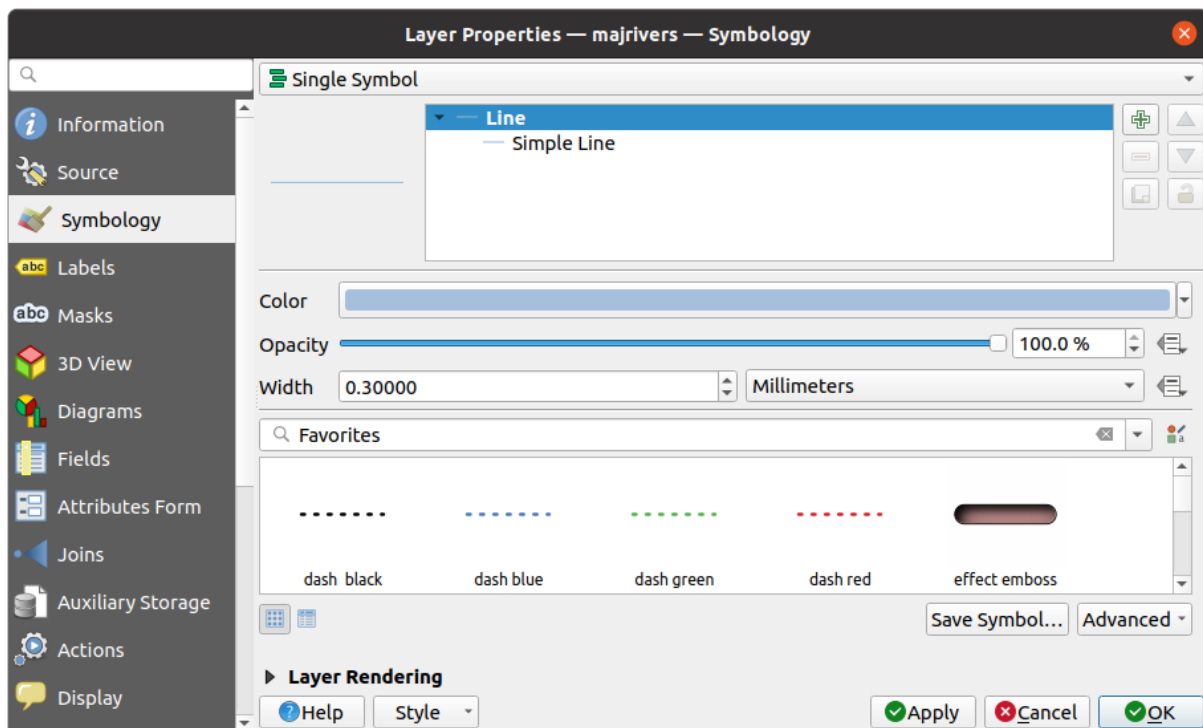 Layer Properties — majrivers — Symbology
Information
Source
Symbology
abc Labels
abc Masks
3D View
Diagrams
Fields
Attributes Form
Joins
Auxiliary Storage
Actions
Display
Single Symbol
Line
Simple Line
Color
Opacity 100.0 %
Width 0.30000 Millimeters
Favorites
a
dash  black dash blue dash green dash red effect emboss
Save Symbol... Advanced
Layer Rendering
Help Style Apply Cancel OK